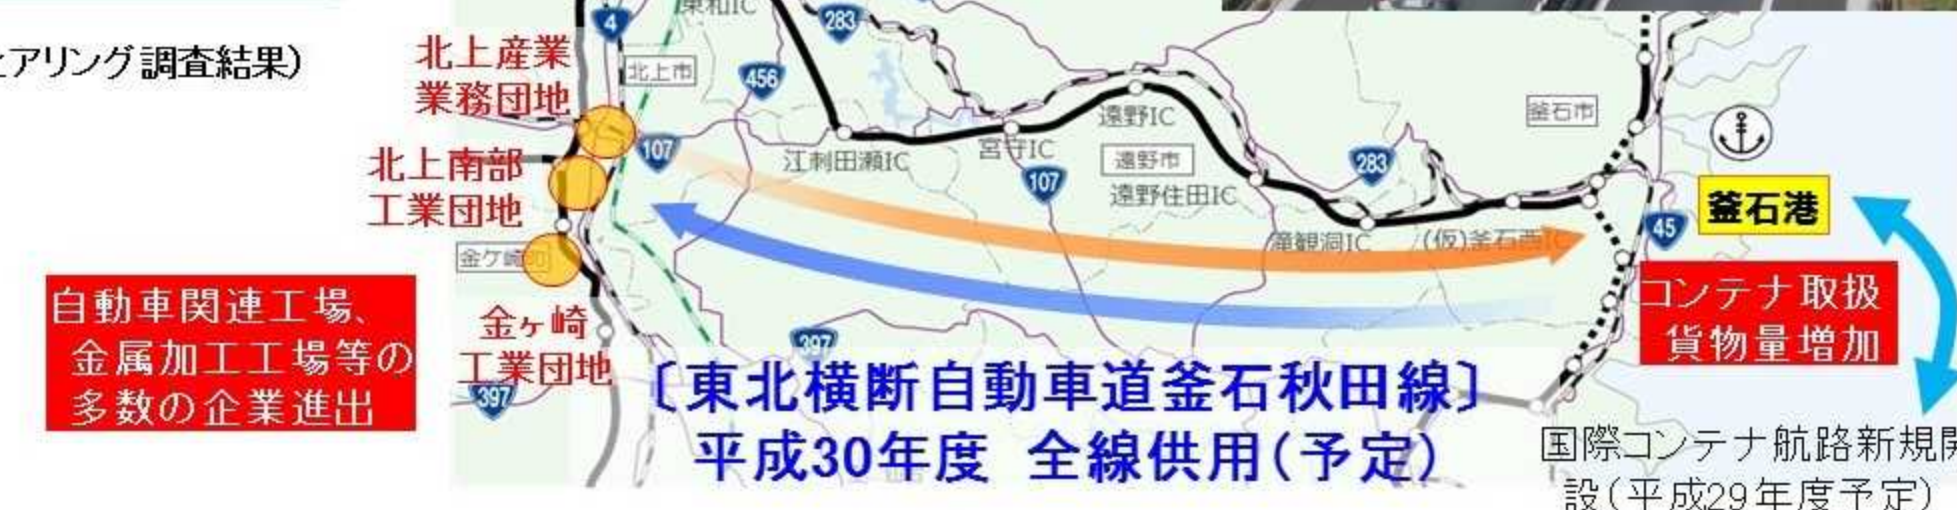 東和IC
4
283
ヒアリング調査結果）
北上産業
業務団地
北上市
456
遠野IC
釜石市
107
江刺田瀬IC
宮守IC
遠野市
283
北上南部
工業団地
107
遠野住田IC
釜石港
45
滝観洞IC
(仮)釜石西IC
金ケ崎町
自動車関連工場、
金属加工工場等の
多数の企業進出
コンテナ取扱
貨物量増加
金ヶ崎
工業団地
397
397
〔東北横断自動車道釜石秋田線〕
平成30年度 全線供用(予定)
国際コンテナ航路新規開
設(平成29年度予定)